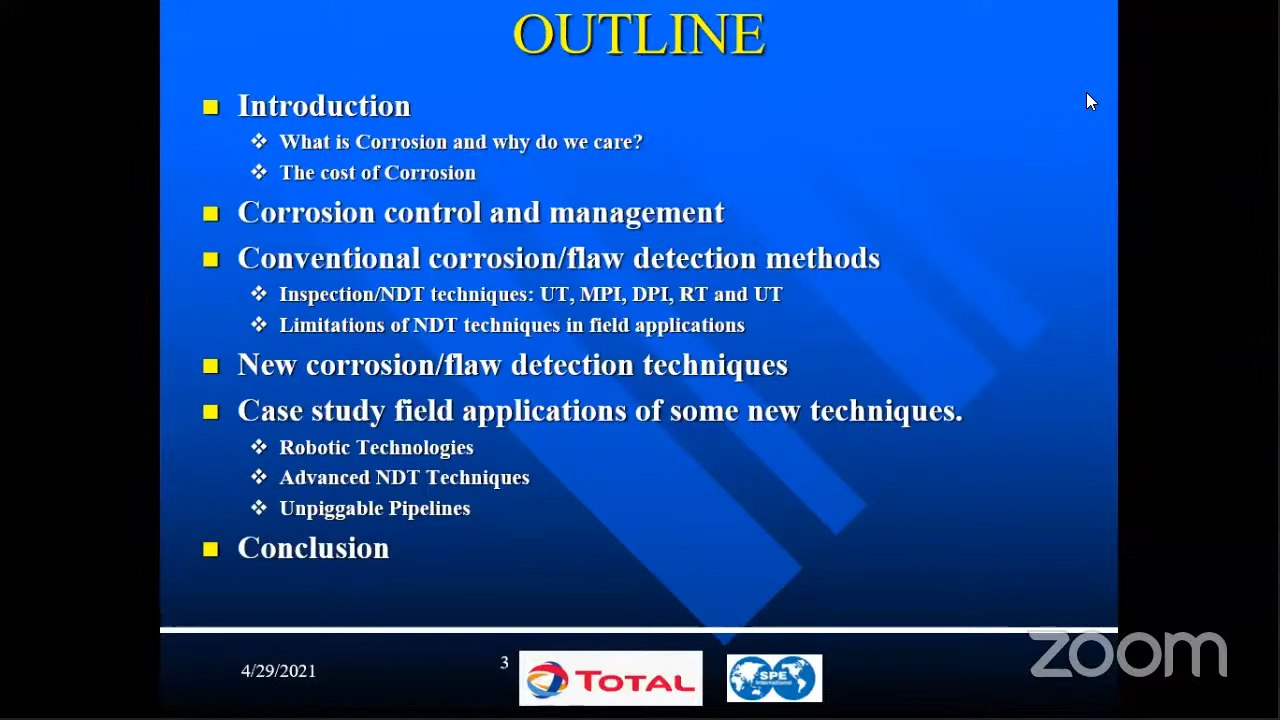 OUTLINE
Introduction
What is Corrosion and why do we care?
The cost of Corrosion
Corrosion control and management
Conventional corrosion/flaw detection methods
Inspection/NDT techniques: UT, MPI, DPI, RT and UT
Limitations of NDT techniques in field applications
New corrosion/flaw detection techniques
Case study field applications of some new techniques.
Robotic Technologies
Advanced NDT Techniques
Unpiggable Pipelines
Conclusion
4/29/2021
3
TOTAL
SPE
International
zoom